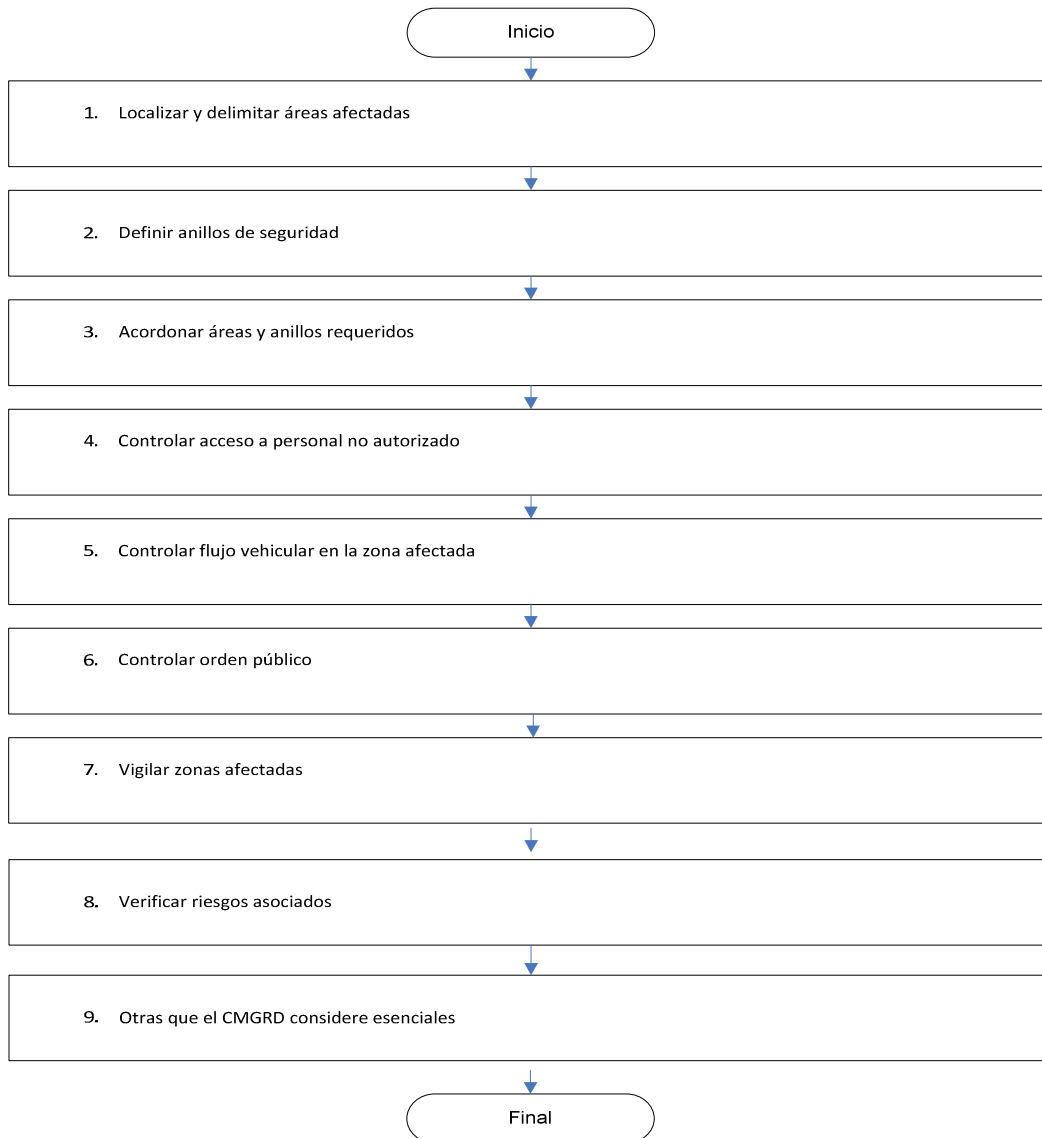 Inicio
1. Localizar y delimitar áreas afectadas
2. Definir anillos de seguridad
3. Acordonar áreas y anillos requeridos
4. Controlar acceso a personal no autorizado
5. Controlar flujo vehicular en la zona afectada
6. Controlar orden público
7. Vigilar zonas afectadas
8. Verificar riesgos asociados
9. Otras que el CMGRD considere esenciales
Final